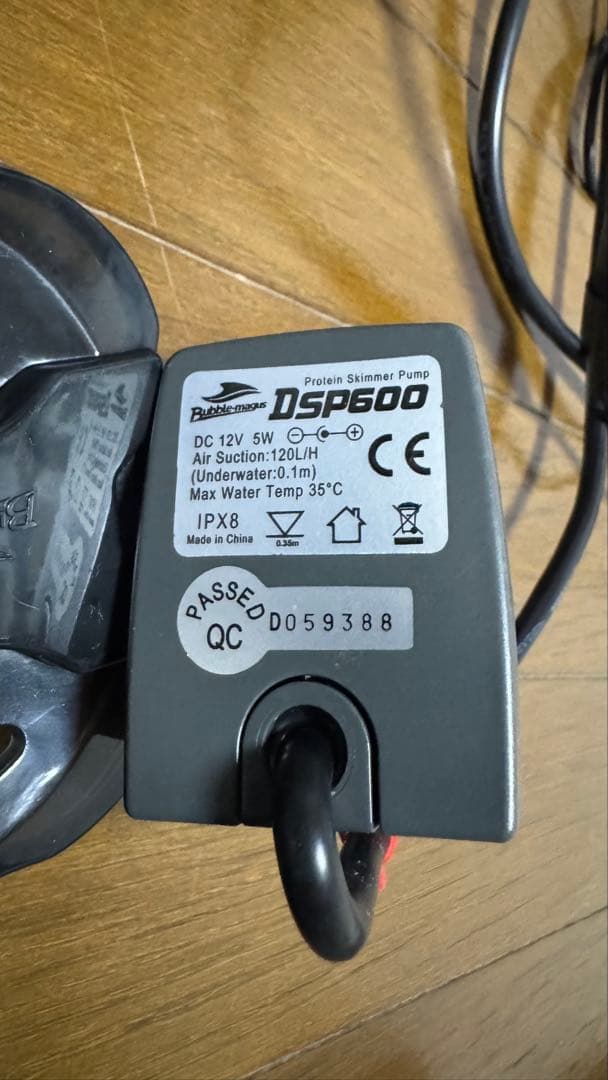 Protein Skimmer Pump
Bubble-magus DSP600
DC 12V 5W
Air Suction:120L/H
(Underwater:0.1m)
Max Water Temp 35°C
CE
IPX8
Made in China
0.35m
PASSED
QC
D059388